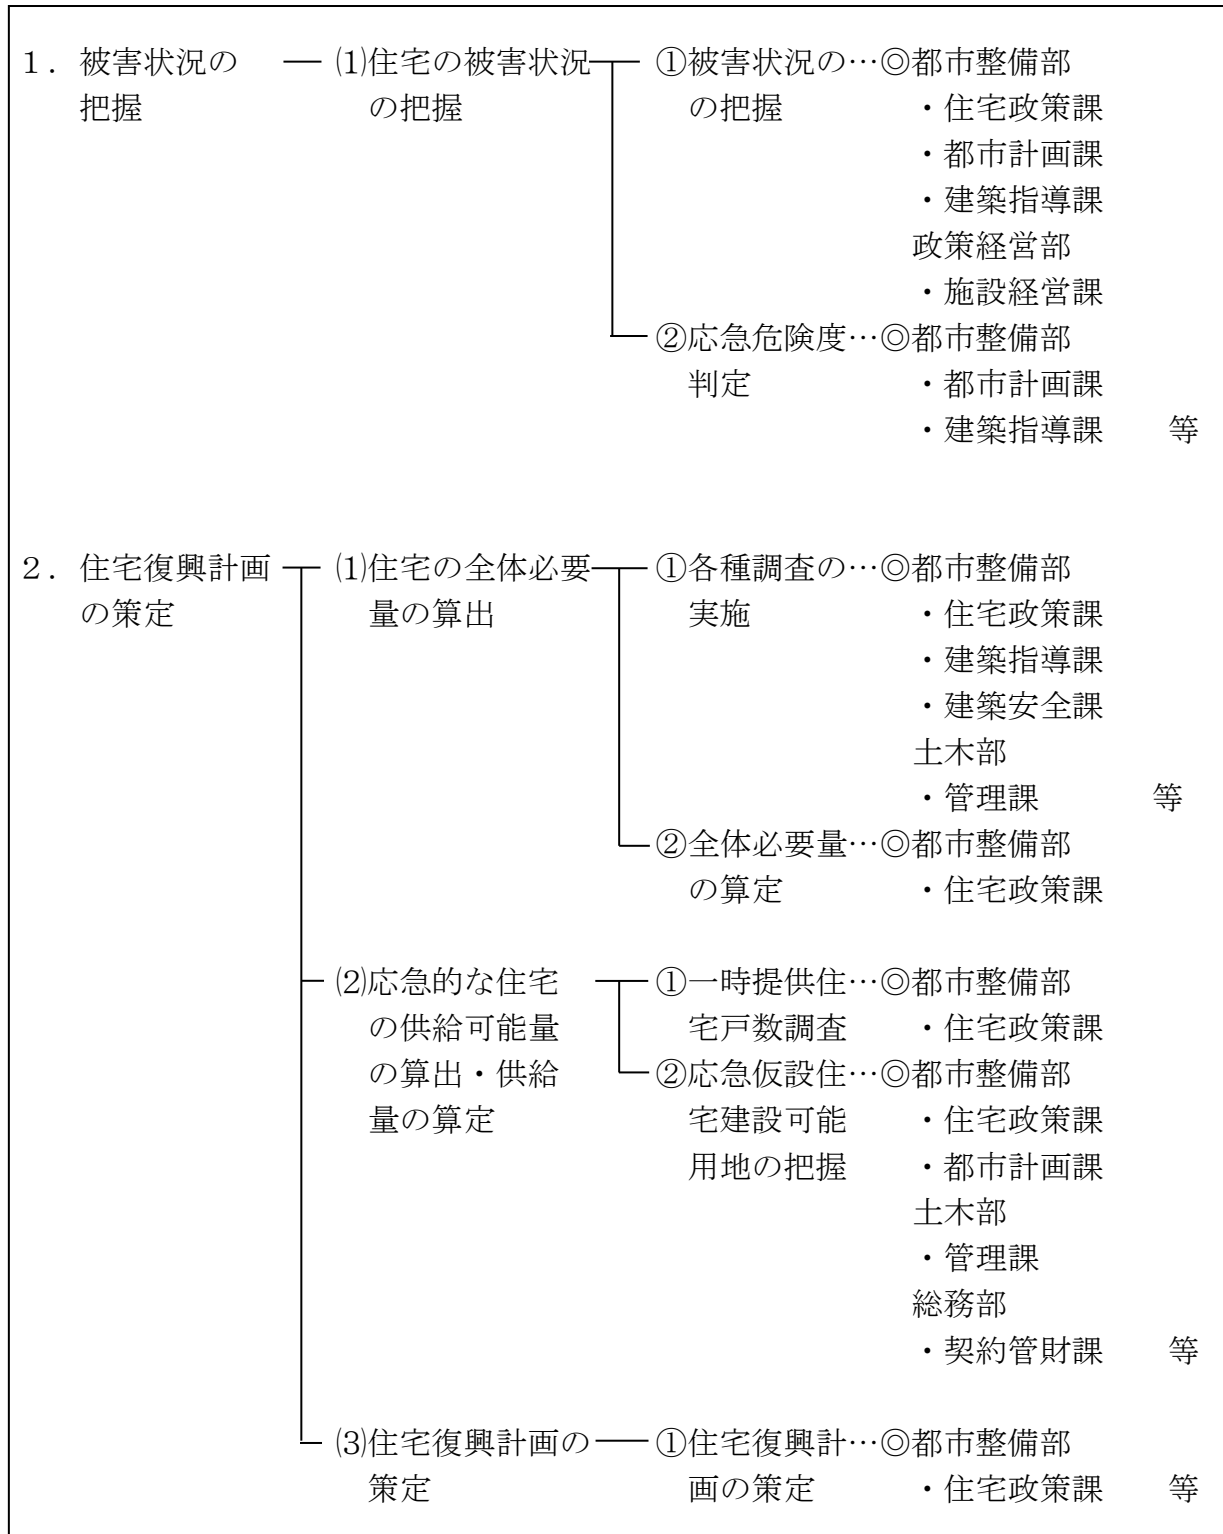 １．被害状況の ⑴住宅の被害状況 ①被害状況の…◎都市整備部
把握 の把握 の把握 ・住宅政策課
・都市計画課
・建築指導課
政策経営部
・施設経営課
②応急危険度…◎都市整備部
判定 ・都市計画課
・建築指導課 等
２．住宅復興計画 ⑴住宅の全体必要 ①各種調査の…◎都市整備部
の策定 量の算出 実施 ・住宅政策課
・建築指導課
・建築安全課
土木部
・管理課 等
②全体必要量…◎都市整備部
の算定 ・住宅政策課
⑵応急的な住宅 ①一時提供住…◎都市整備部
の供給可能量 宅戸数調査 ・住宅政策課
の算出・供給 ②応急仮設住…◎都市整備部
量の算定 宅建設可能 ・住宅政策課
用地の把握 ・都市計画課
土木部
・管理課
総務部
・契約管財課 等
⑶住宅復興計画の ①住宅復興計…◎都市整備部
策定 画の策定 ・住宅政策課 等